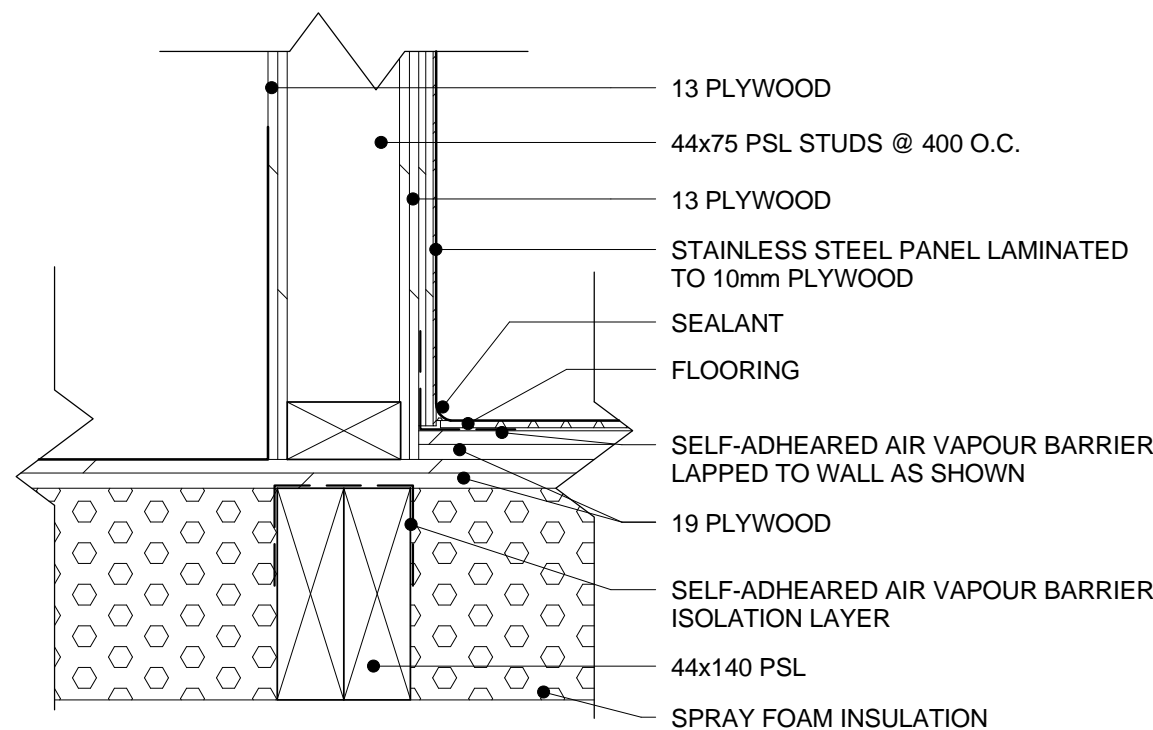 13 PLYWOOD
44x75 PSL STUDS @ 400 O.C.
13 PLYWOOD
STAINLESS STEEL PANEL LAMINATED
TO 10mm PLYWOOD
SEALANT
FLOORING
SELF-ADHEARED AIR VAPOUR BARRIER
LAPPED TO WALL AS SHOWN
19 PLYWOOD
SELF-ADHEARED AIR VAPOUR BARRIER
ISOLATION LAYER
44x140 PSL
SPRAY FOAM INSULATION